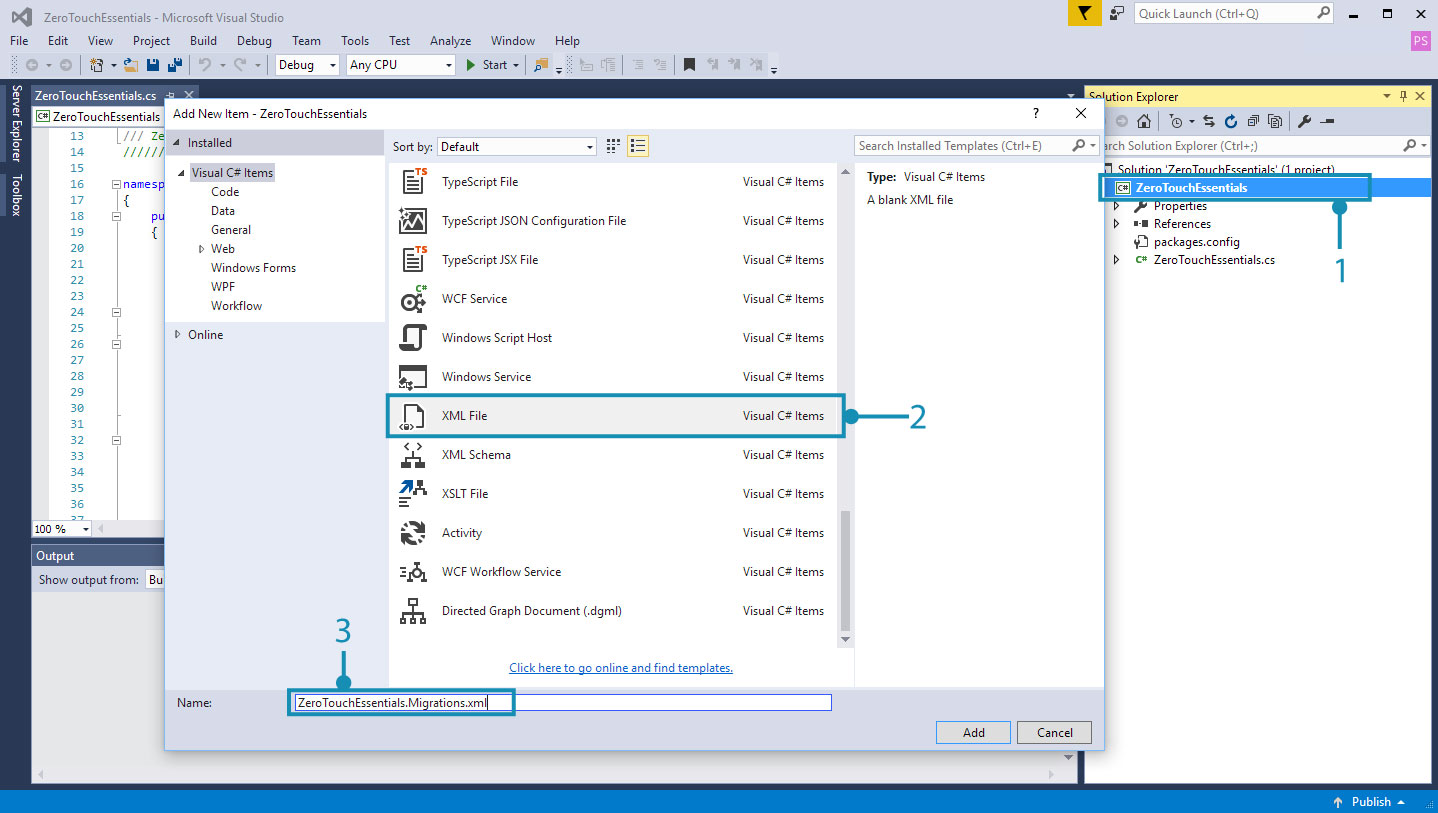 ZeroTouchEssentials - Microsoft Visual Studio
Quick Launch (Ctrl+Q)
File Edit View Project Build Debug Team Tools Test Analyze Window Help
PS
Debug Any CPU Start
Server Explorer
Toolbox
ZeroTouchEssentials.cs
C# ZeroTouchEssentials
13 /// Ze
14 //////
15
16 namesp
17 {
18 pu
19 {
20
21
22
23
24
25
26
27
28
29
30
31
32
33
34
35
36
37
100 %
Output
Show output from: Bu
Add New Item - ZeroTouchEssentials
?
Installed
Visual C# Items
Code
Data
General
Web
Windows Forms
WPF
Workflow
Online
Sort by: Default
TS TypeScript File Visual C# Items
TypeScript JSON Configuration File Visual C# Items
TS TypeScript JSX File Visual C# Items
C# WCF Service Visual C# Items
Windows Script Host Visual C# Items
Windows Service Visual C# Items
XML File Visual C# Items
2
XML Schema Visual C# Items
XSLT File Visual C# Items
Activity Visual C# Items
WCF Workflow Service Visual C# Items
Directed Graph Document (.dgml) Visual C# Items
Click here to go online and find templates.
Search Installed Templates (Ctrl+E)
Type: Visual C# Items
A blank XML file
3
Name: ZeroTouchEssentials.Migrations.xml
Add Cancel
Solution Explorer
rch Solution Explorer (Ctrl+;)
Solution 'ZeroTouchEssentials' (1 project)
C# ZeroTouchEssentials
Properties
References
packages.config
C# ZeroTouchEssentials.cs
1
Publish